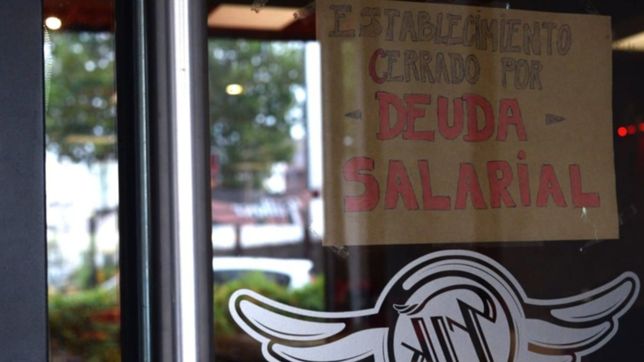 ESTABLECIMIENTO
CERRADO POR
- DEUDA -
SALARIAL